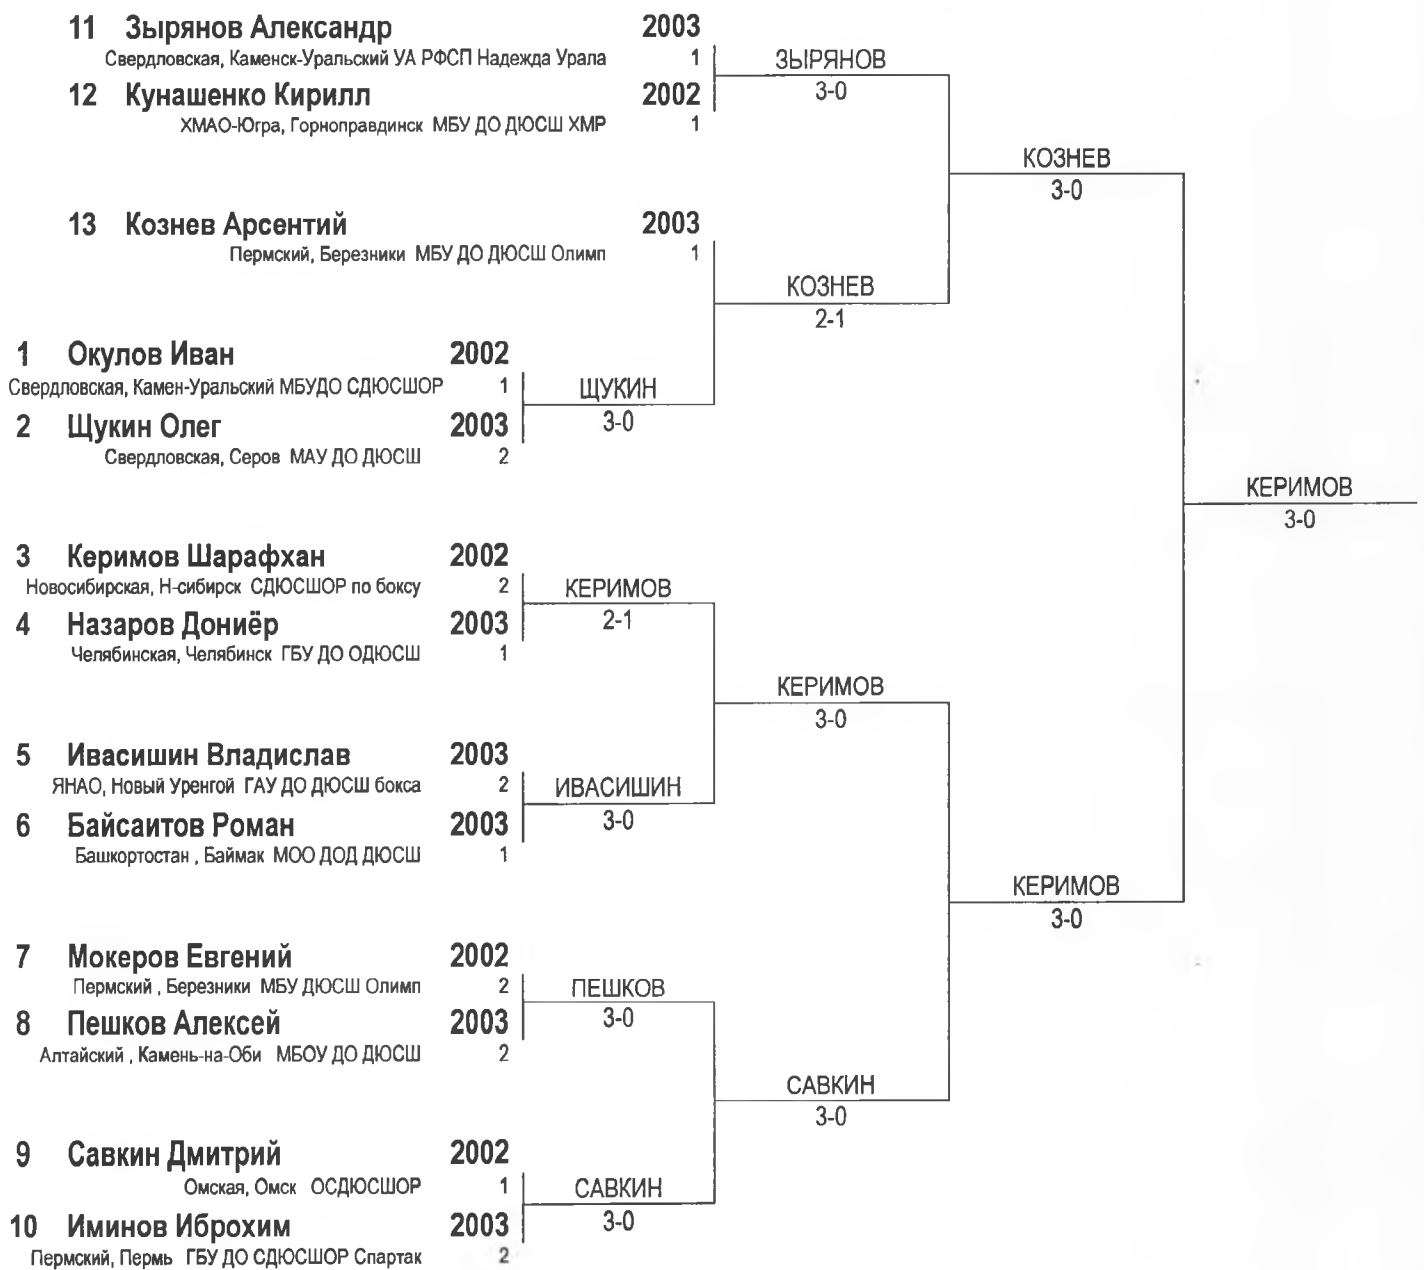 11 Зырянов Александр 2003
Свердловская, Каменск-Уральский УА РФСП Надежда Урала 1
ЗЫРЯНОВ
3-0
12 Кунашенко Кирилл 2002
ХМАО-Югра, Горноправдинск МБУ ДО ДЮСШ ХМР 1
КОЗНЕВ
3-0
13 Кознев Арсентий 2003
Пермский, Березники МБУ ДО ДЮСШ Олимп 1
КОЗНЕВ
2-1
1 Окулов Иван 2002
Свердловская, Камен-Уральский МБУДО СДЮСШОР 1
ЩУКИН
3-0
2 Щукин Олег 2003
Свердловская, Серов МАУ ДО ДЮСШ 2
КЕРИМОВ
3-0
3 Керимов Шарафхан 2002
Новосибирская, Н-сибирск СДЮСШОР по боксу 2
КЕРИМОВ
2-1
4 Назаров Дониёр 2003
Челябинская, Челябинск ГБУ ДО ОДЮСШ 1
КЕРИМОВ
3-0
5 Ивасишин Владислав 2003
ЯНАО, Новый Уренгой ГАУ ДО ДЮСШ бокса 2
ИВАСИШИН
3-0
6 Байсаитов Роман 2003
Башкортостан , Баймак МОО ДОД ДЮСШ 1
КЕРИМОВ
3-0
7 Мокеров Евгений 2002
Пермский , Березники МБУ ДЮСШ Олимп 2
ПЕШКОВ
3-0
8 Пешков Алексей 2003
Алтайский , Камень-на-Оби МБОУ ДО ДЮСШ 2
САВКИН
3-0
9 Савкин Дмитрий 2002
Омская, Омск ОСДЮСШОР 1
САВКИН
3-0
10 Иминов Иброхим 2003
Пермский, Пермь ГБУ ДО СДЮСШОР Спартак 2